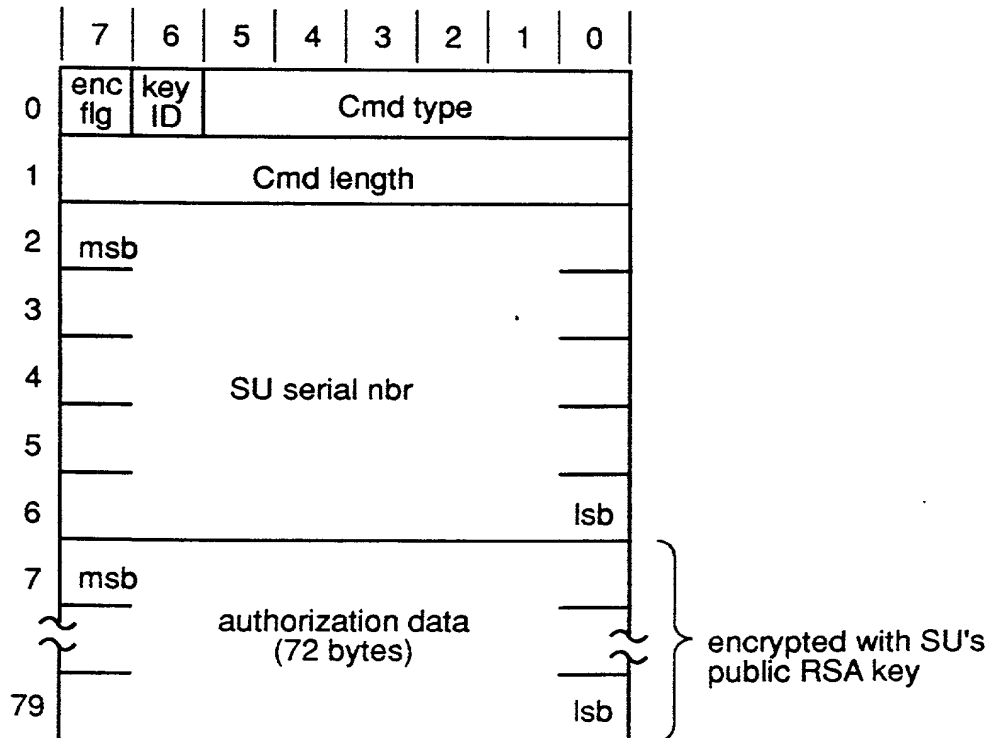 7 6 5 4 3 2 1 0
0 enc flg key ID Cmd type
1 Cmd length
2 msb
3
4 SU serial nbr
5
6 lsb
7 msb
authorization data
(72 bytes)
encrypted with SU's
public RSA key
79 lsb